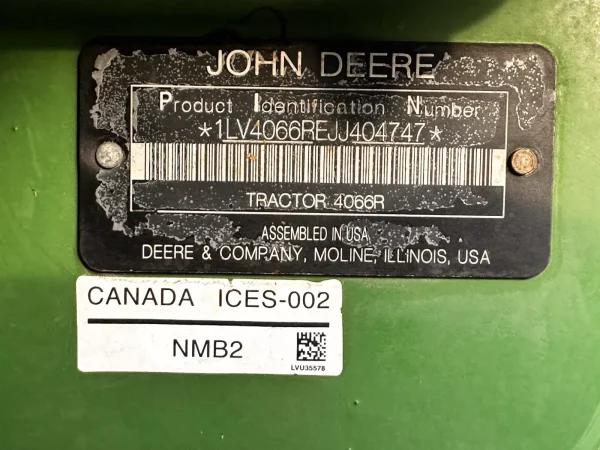 JOHN DEERE
Product Identification Number
*1LV4066REJJ404747*
TRACTOR 4066R
ASSEMBLED IN USA
DEERE & COMPANY, MOLINE, ILLINOIS, USA
CANADA ICES-002
NMB2
LVU35578